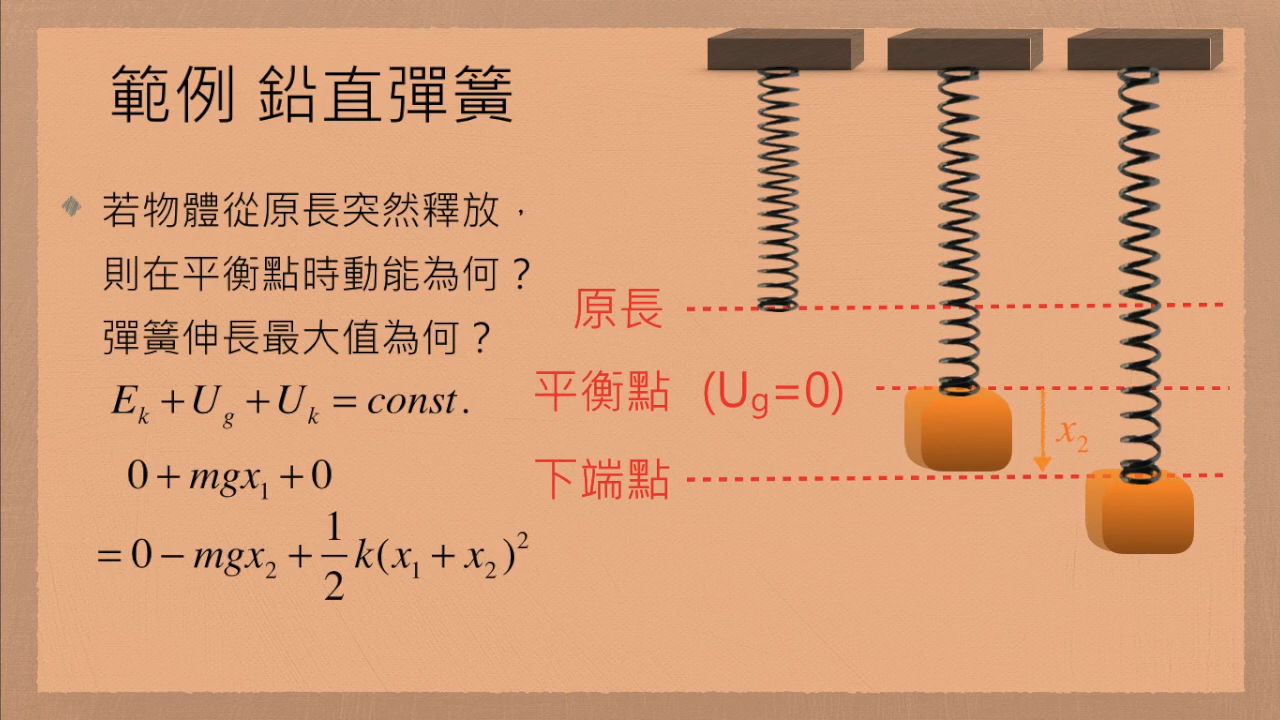 範例 鉛直彈簧
若物體從原長突然釋放，
則在平衡點時動能為何？
彈簧伸長最大值為何？
E_k + U_g + U_k = const.
0 + mgx_1 + 0
= 0 − mgx_2 + \frac{1}{2} k(x_1 + x_2)^2
原長
平衡點 (U_g=0)
x_2
下端點